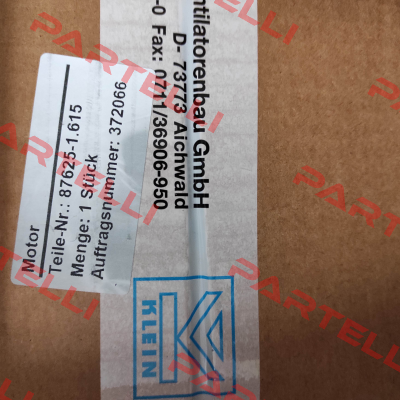 Motor
Teile-Nr.: 87625-1.615
Menge: 1 Stück
Auftragsnummer: 372066
ntilatorenbau GmbH
D- 73773 Aichwald
-0 Fax: 0711/36906-950
KLEIN
PARTELLI
PARTELLI
PARTELLI
PARTELLI
PARTELLI